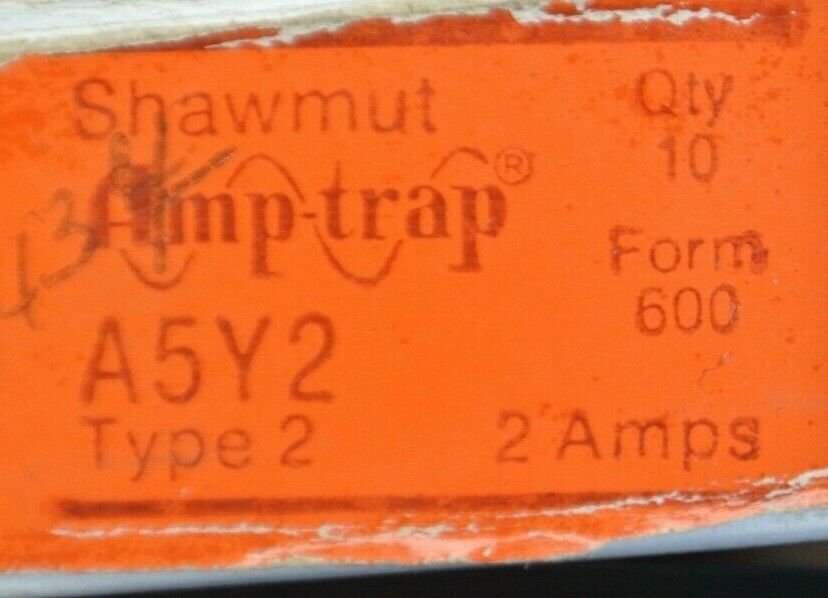 Shawmut
Amp-trap®
A5Y2
Type 2
Qty
10
Form
600
2 Amps